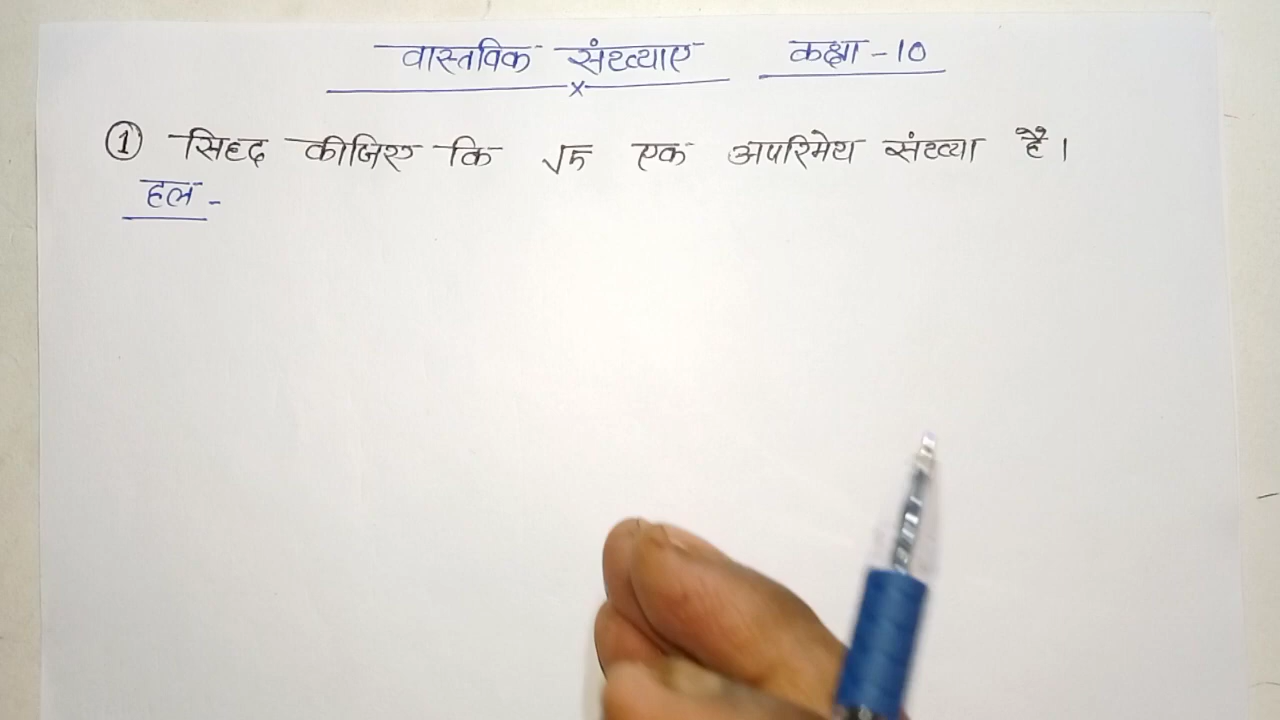 वास्तविक संख्याए कक्षा - 10
x
① सिद्द कीजिए कि √5 एक अपरिमेय संख्या है।
हल -